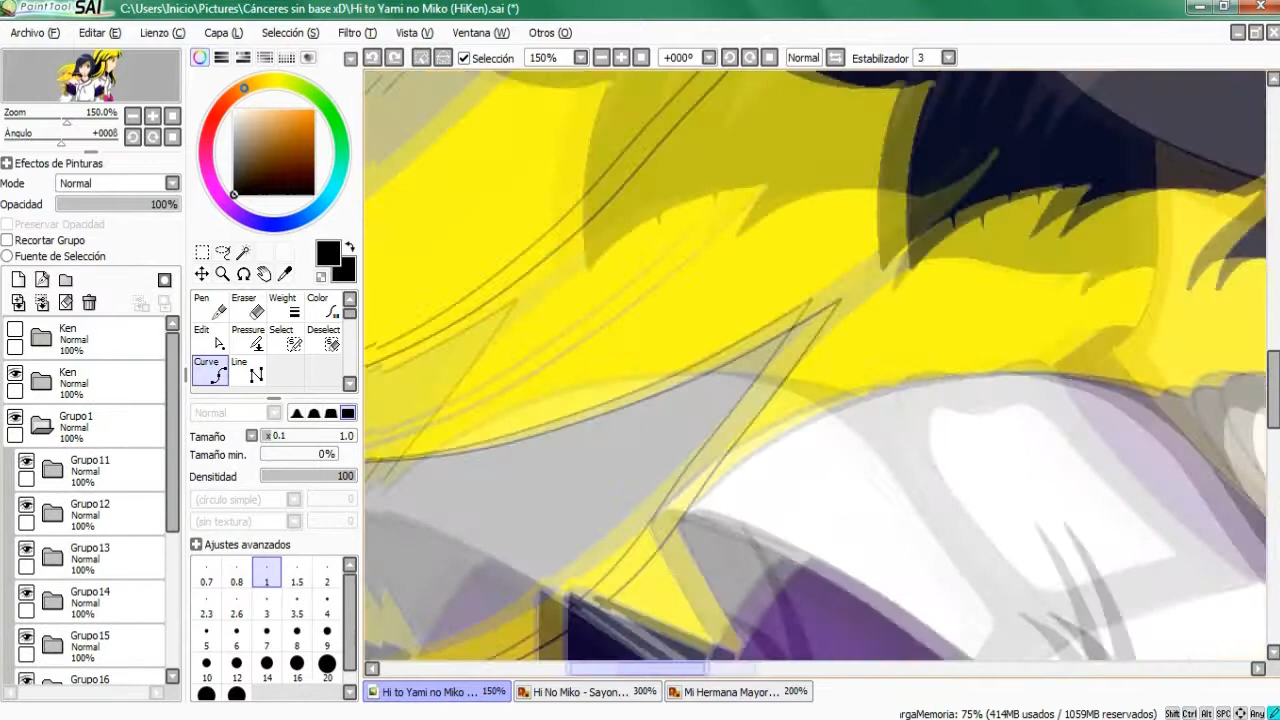 PaintTool SAI C:\Users\Inicio\Pictures\Cánceres sin base xD\Hi to Yami no Miko (HiKen).sai (*)
Archivo (F) Editar (E) Lienzo (C) Capa (L) Selección (S) Filtro (T) Vista (V) Ventana (W) Otros (O)
Selección 150% +000º Normal Estabilizador 3
Zoom 150.0%
Ángulo +000ß
Efectos de Pinturas
Mode Normal
Opacidad 100%
Preservar Opacidad
Recortar Grupo
Fuente de Selección
Ken
Normal
100%
Ken
Normal
100%
Grupo1
Normal
100%
Grupo11
Normal
100%
Grupo12
Normal
100%
Grupo13
Normal
100%
Grupo14
Normal
100%
Grupo15
Normal
100%
Grupo16
Pen Eraser Weight Color
Edit Pressure Select Deselect
Curve Line
Normal
Tamaño x 0.1 1.0
Tamaño min. 0%
Densitidad 100
(círculo simple) 0
(sin textura) 0
Ajustes avanzados
0.7 0.8 1 1.5 2
2.3 2.6 3 3.5 4
5 6 7 8 9
10 12 14 16 20
Hi to Yami no Miko ... 150% Hi No Miko - Sayon... 300% Mi Hermana Mayor... 200%
argaMemoria: 75% (414MB usados / 1059MB reservados) Shift Ctrl Alt SPC Any